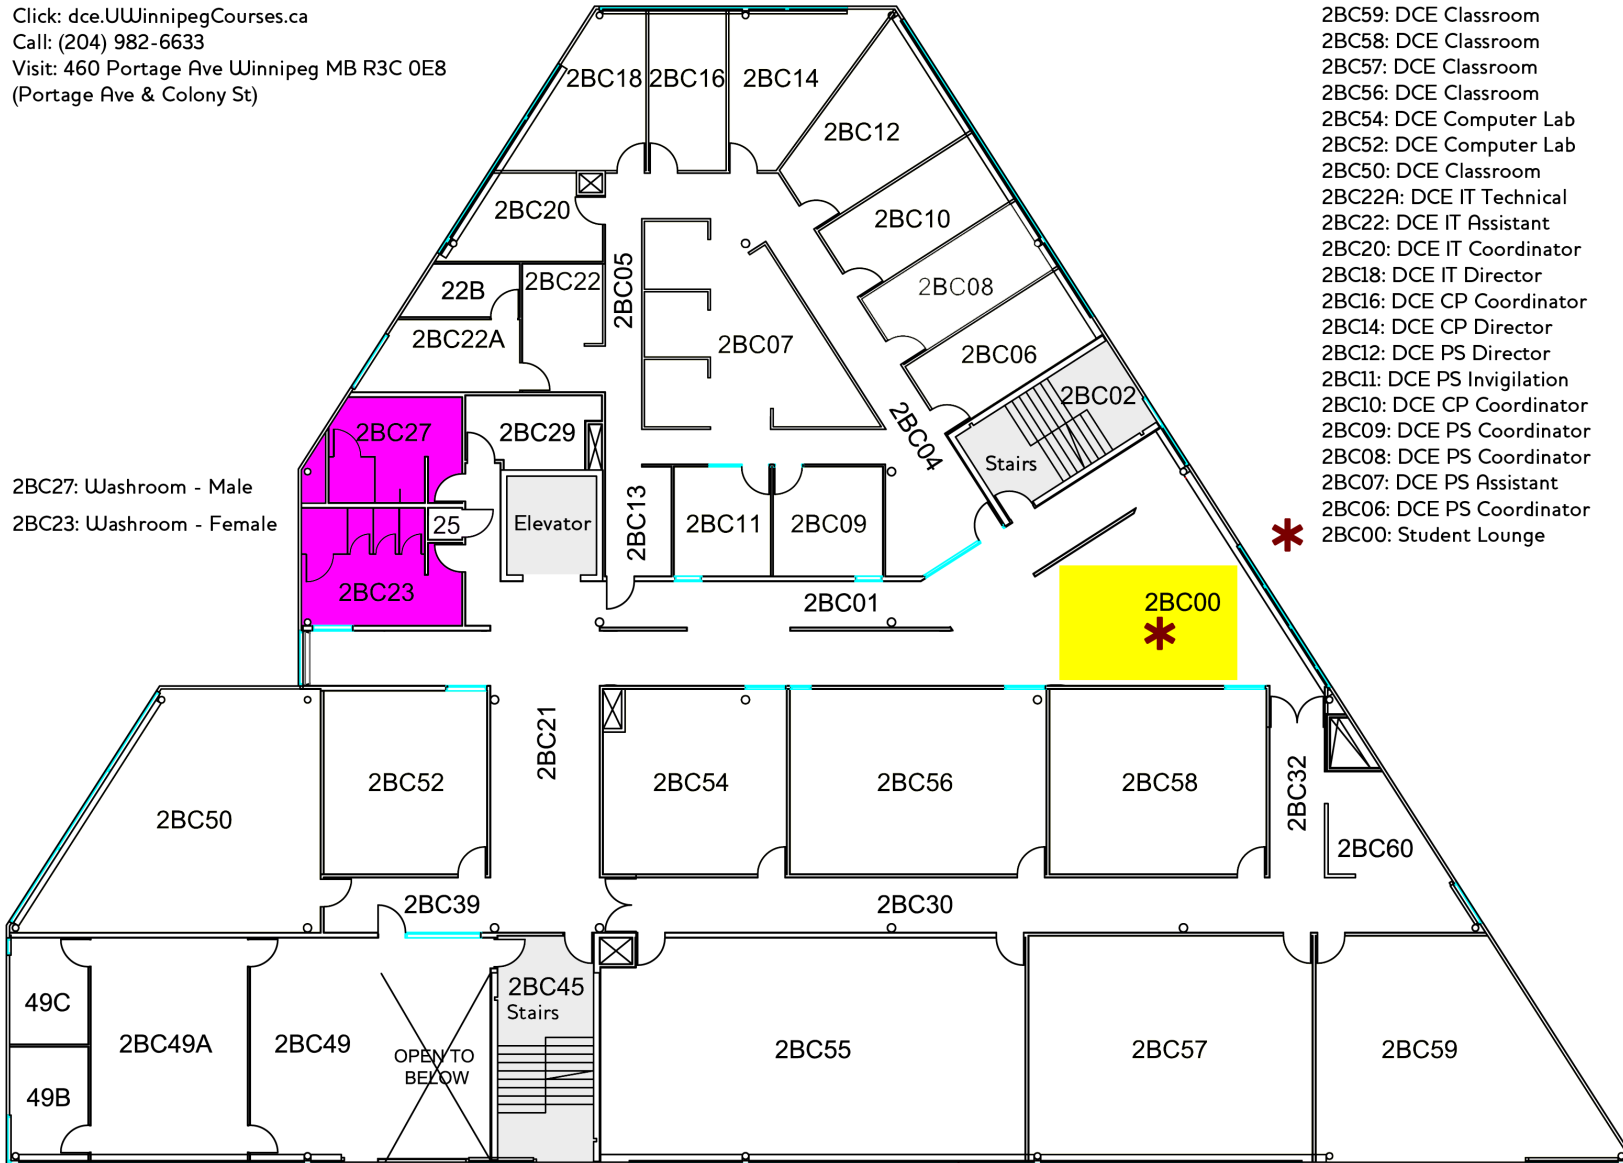 Click: dce.UWinnipegCourses.ca
Call: (204) 982-6633
Visit: 460 Portage Ave Winnipeg MB R3C 0E8
(Portage Ave & Colony St)
2BC59: DCE Classroom
2BC58: DCE Classroom
2BC57: DCE Classroom
2BC56: DCE Classroom
2BC54: DCE Computer Lab
2BC52: DCE Computer Lab
2BC50: DCE Classroom
2BC22A: DCE IT Technical
2BC22: DCE IT Assistant
2BC20: DCE IT Coordinator
2BC18: DCE IT Director
2BC16: DCE CP Coordinator
2BC14: DCE CP Director
2BC12: DCE PS Director
2BC11: DCE PS Invigilation
2BC10: DCE CP Coordinator
2BC09: DCE PS Coordinator
2BC08: DCE PS Coordinator
2BC07: DCE PS Assistant
2BC06: DCE PS Coordinator
* 2BC00: Student Lounge
2BC27: Washroom - Male
2BC23: Washroom - Female
2BC18
2BC16
2BC14
2BC12
2BC20
2BC10
2BC05
22B
2BC22
2BC08
2BC22A
2BC07
2BC06
2BC02
2BC27
2BC29
2BC04
Stairs
25
Elevator
2BC13
2BC11
2BC09
2BC23
2BC01
2BC00
*
2BC50
2BC52
2BC21
2BC54
2BC56
2BC58
2BC32
2BC60
2BC39
2BC30
49C
2BC49A
2BC49
OPEN TO
BELOW
2BC45
Stairs
2BC55
2BC57
2BC59
49B